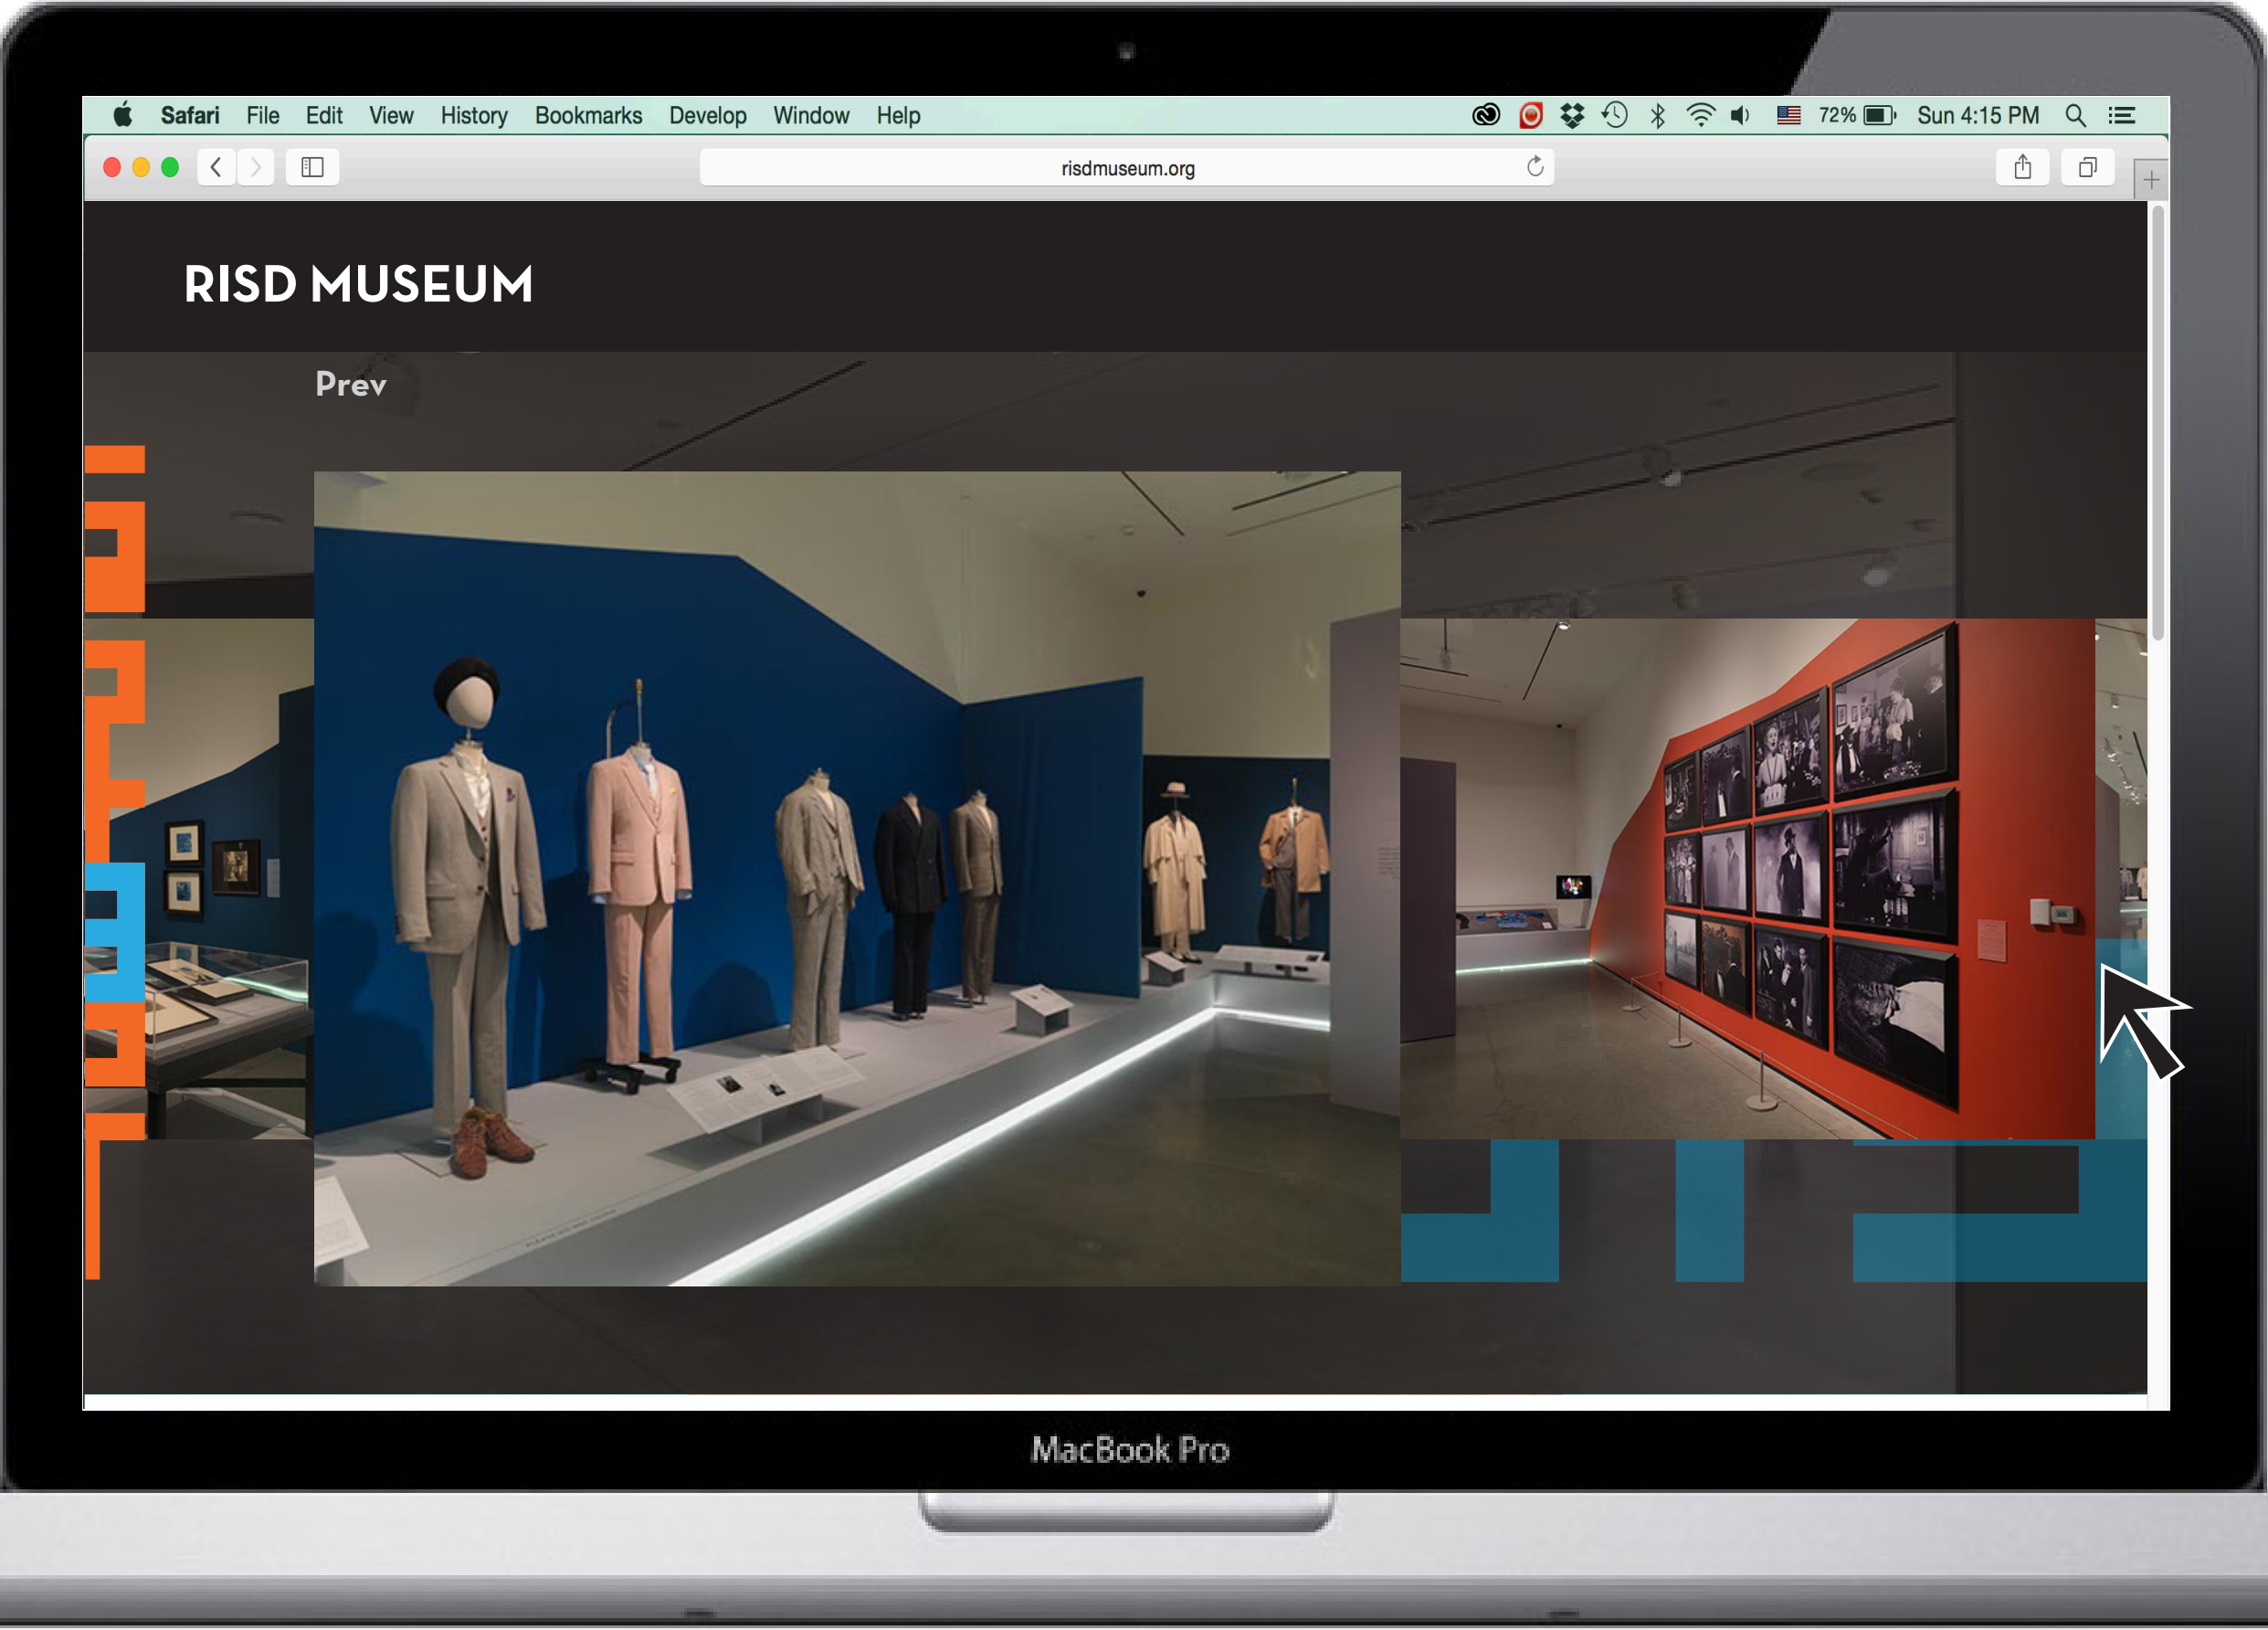 Safari File Edit View History Bookmarks Develop Window Help 72% Sun 4:15 PM
risdmuseum.org
RISD MUSEUM
Prev
MacBook Pro